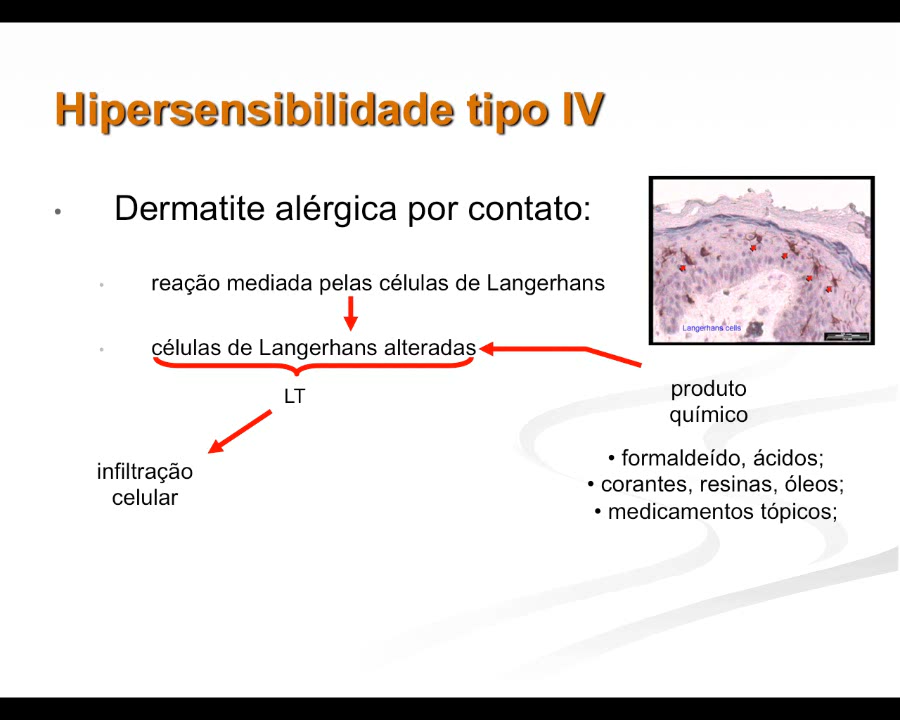 Hipersensibilidade tipo IV
• Dermatite alérgica por contato:
• reação mediada pelas células de Langerhans
Langerhans cells
• células de Langerhans alteradas
LT
produto
químico
infiltração
celular
• formaldeído, ácidos;
• corantes, resinas, óleos;
• medicamentos tópicos;